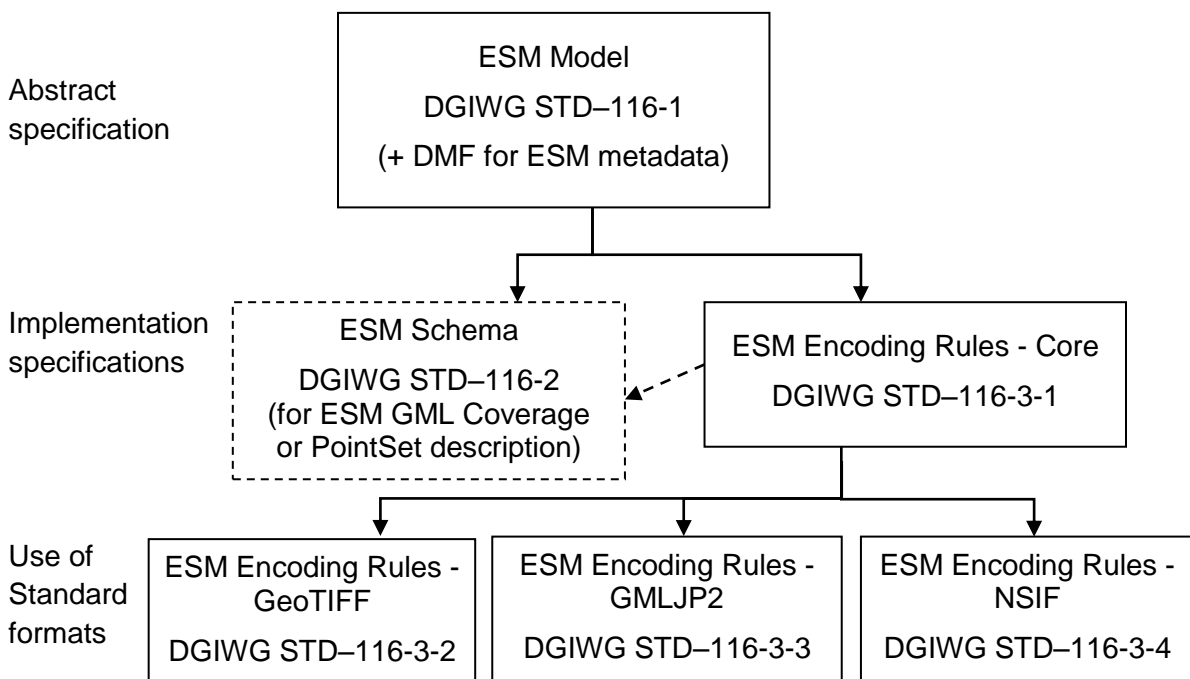 Abstract
specification
ESM Model
DGIWG STD–116-1
(+ DMF for ESM metadata)
Implementation
specifications
ESM Schema
DGIWG STD–116-2
(for ESM GML Coverage
or PointSet description)
ESM Encoding Rules - Core
DGIWG STD–116-3-1
Use of
Standard
formats
ESM Encoding Rules -
GeoTIFF
DGIWG STD–116-3-2
ESM Encoding Rules -
GMLJP2
DGIWG STD–116-3-3
ESM Encoding Rules -
NSIF
DGIWG STD–116-3-4